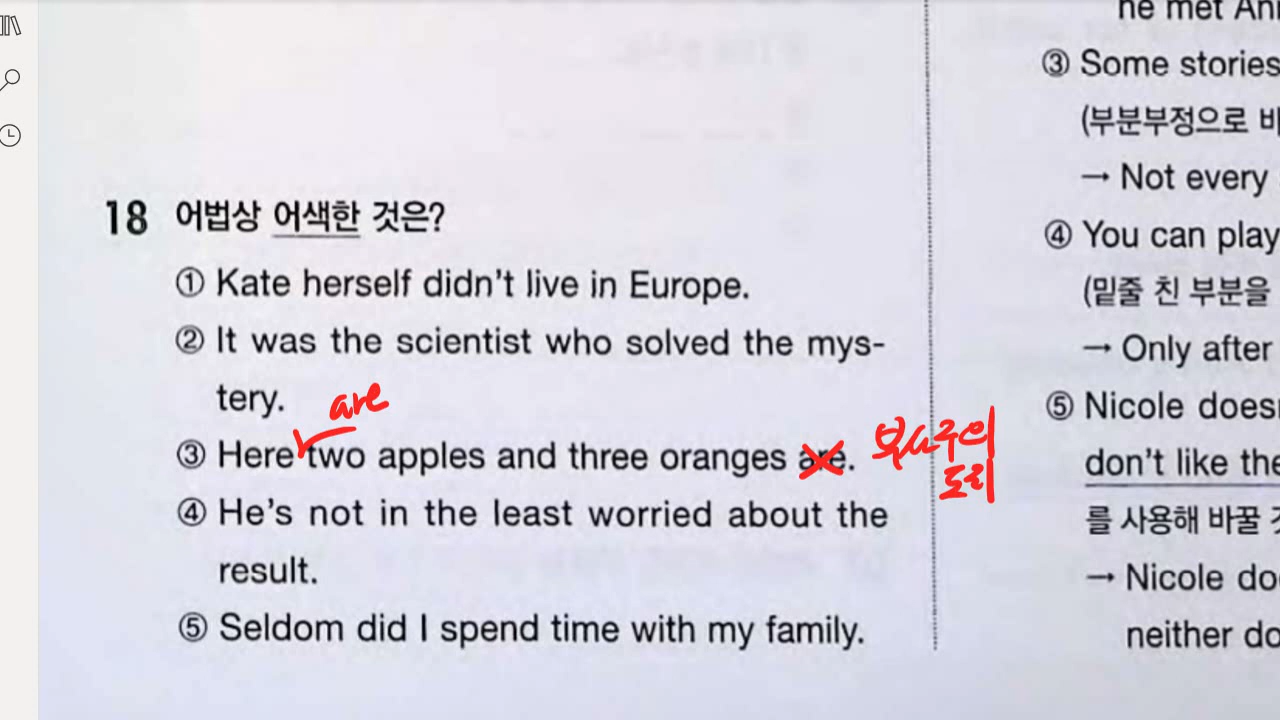 18 어법상 어색한 것은?
① Kate herself didn't live in Europe.
② It was the scientist who solved the mys-
tery.
are
③ Here two apples and three oranges are.
부사구의
도치
④ He's not in the least worried about the
result.
⑤ Seldom did I spend time with my family.
he met Ann
③ Some stories
(부분부정으로 바
→ Not every
④ You can play
(밑줄 친 부분을
→ Only after
⑤ Nicole does
don't like the
를 사용해 바꿀
→ Nicole do
neither do